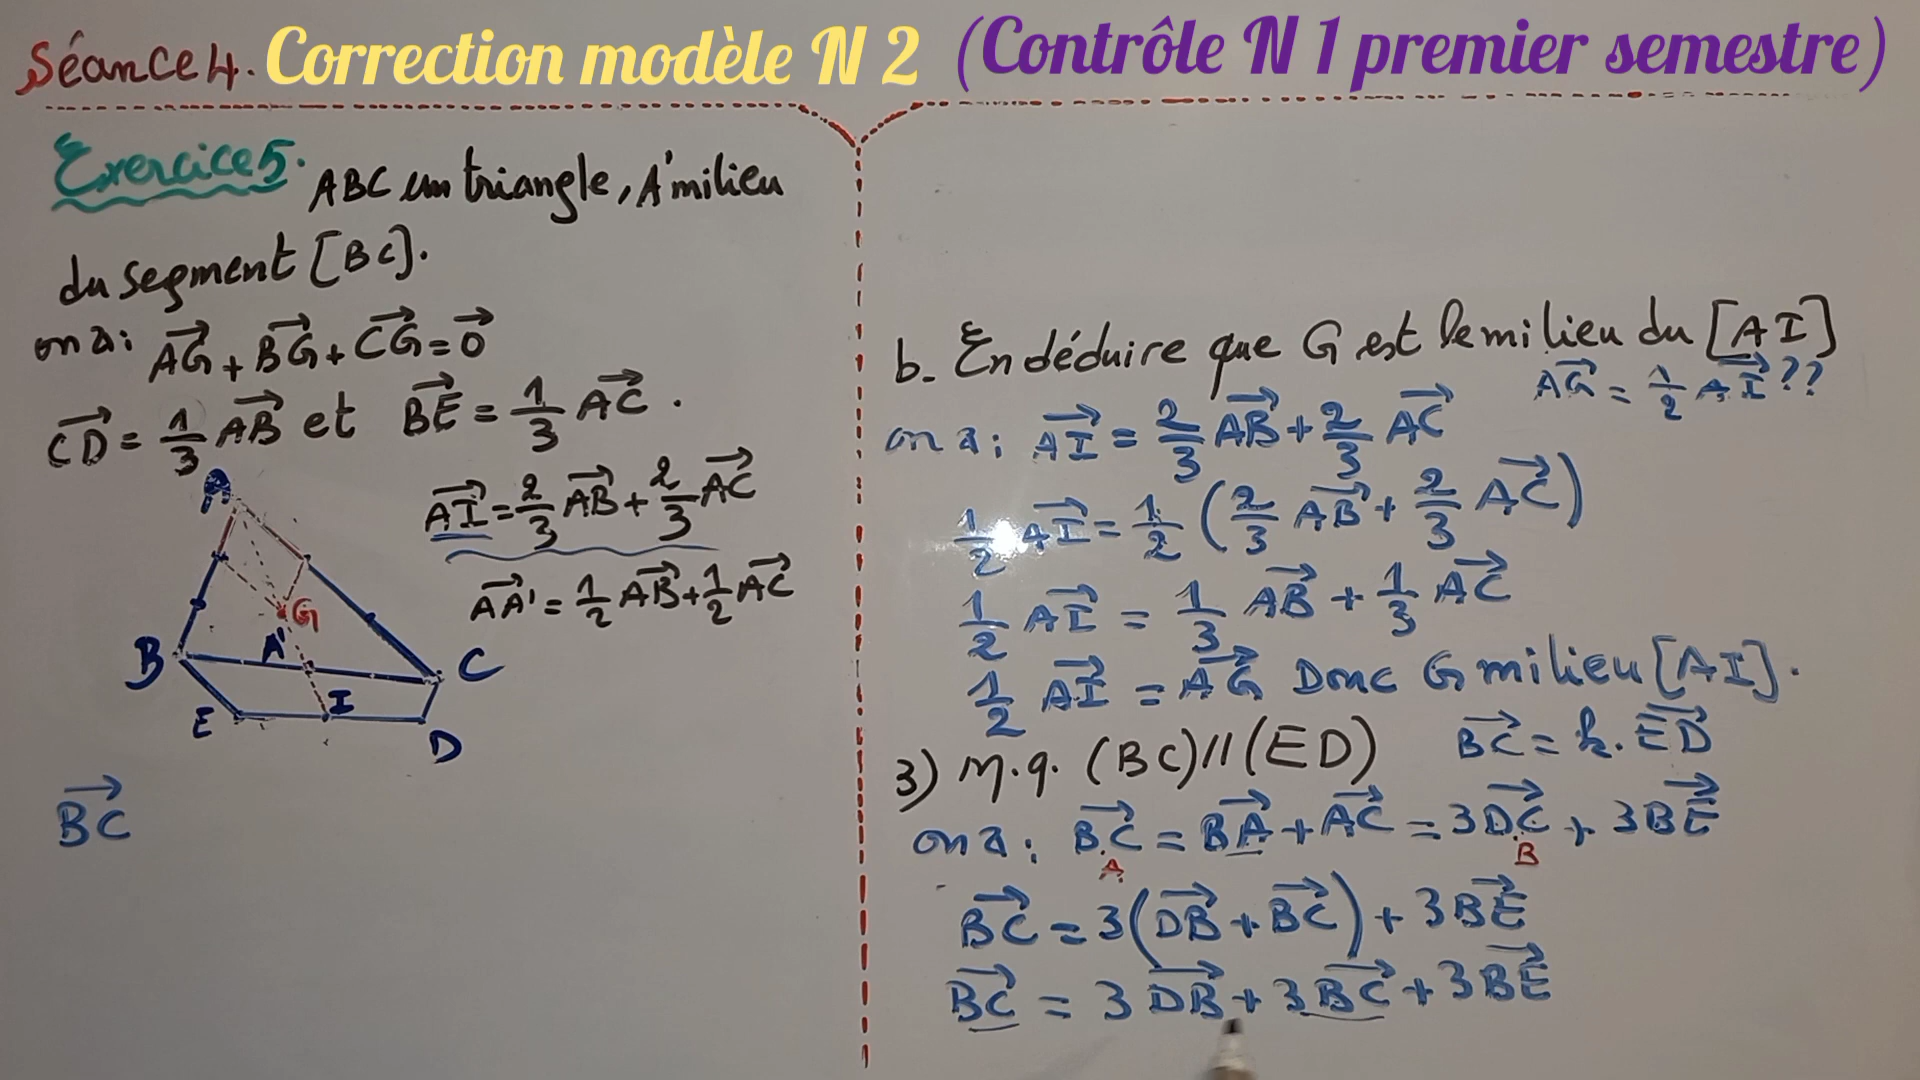 Séance 4. Correction modèle N 2 (Contrôle N 1 premier semestre)
Exercice 5. ABC un triangle, A' milieu
du segment [BC].
on a: AG⃗ + BG⃗ + CG⃗ = 0⃗
CD⃗ = 1/3 AB⃗ et BE⃗ = 1/3 AC⃗ .
AI⃗ = 2/3 AB⃗ + 2/3 AC⃗
AA'⃗ = 1/2 AB⃗ + 1/2 AC⃗
A
G
B A' C
E I D
BC⃗
b. En déduire que G est le milieu du [AI]
AG⃗ = 1/2 AI⃗ ??
on a: AI⃗ = 2/3 AB⃗ + 2/3 AC⃗
1/2 AI⃗ = 1/2 (2/3 AB⃗ + 2/3 AC⃗)
1/2 AI⃗ = 1/3 AB⃗ + 1/3 AC⃗
1/2 AI⃗ = AG⃗ Donc G milieu [AI].
3) M.q. (BC)//(ED) BC⃗ = k. ED⃗
on a: BC⃗ = BA⃗ + AC⃗ = 3DC⃗ + 3BE⃗
A B
BC⃗ = 3(DB⃗ + BC⃗) + 3BE⃗
BC⃗ = 3DB⃗ + 3BC⃗ + 3BE⃗